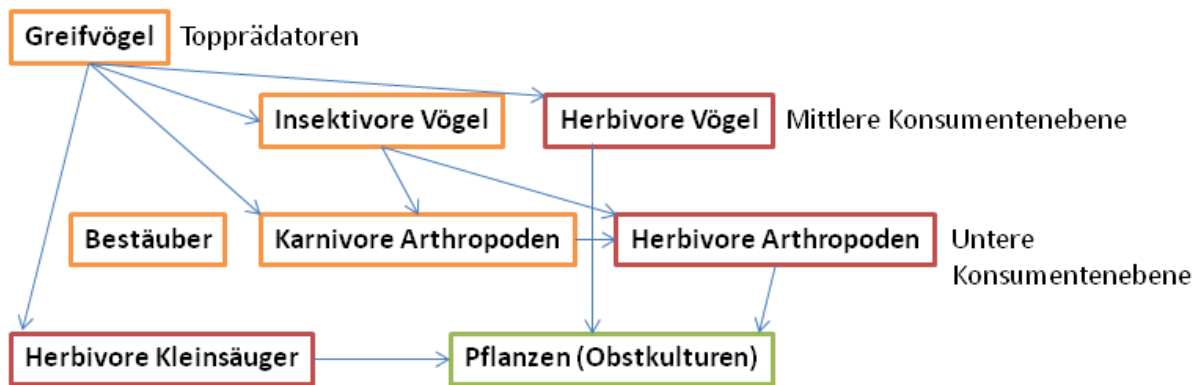 Greifvögel Topprädatoren
Insektivore Vögel Herbivore Vögel Mittlere Konsumentenebene
Bestäuber Karnivore Arthropoden Herbivore Arthropoden Untere
Konsumentenebene
Herbivore Kleinsäuger Pflanzen (Obstkulturen)